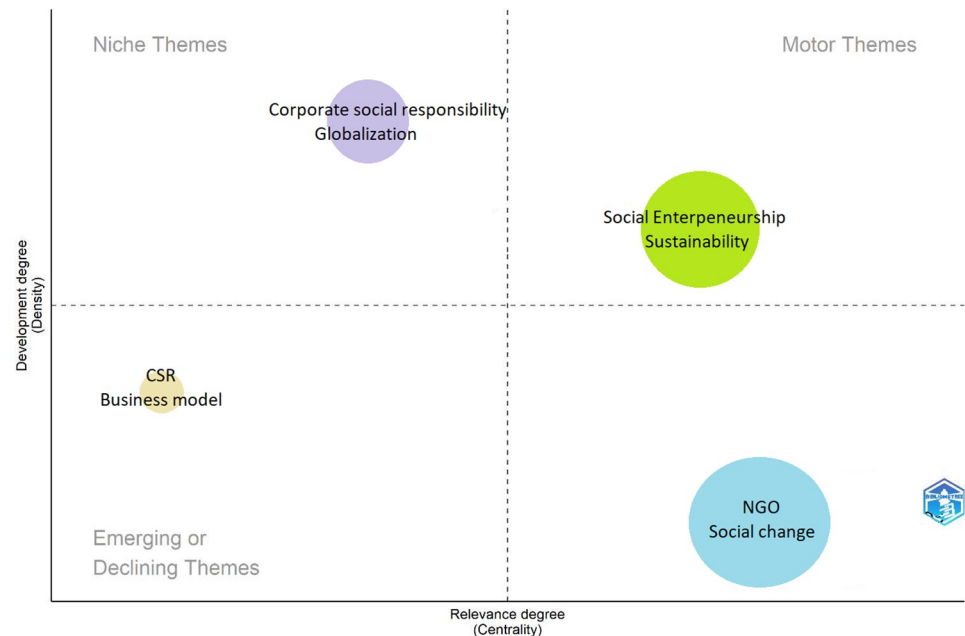 Niche Themes
Motor Themes
Corporate social responsibility
Globalization
Social Enterpeneurship
Sustainability
Development degree
(Density)
CSR
Business model
NGO
Social change
Emerging or
Declining Themes
Relevance degree
(Centrality)